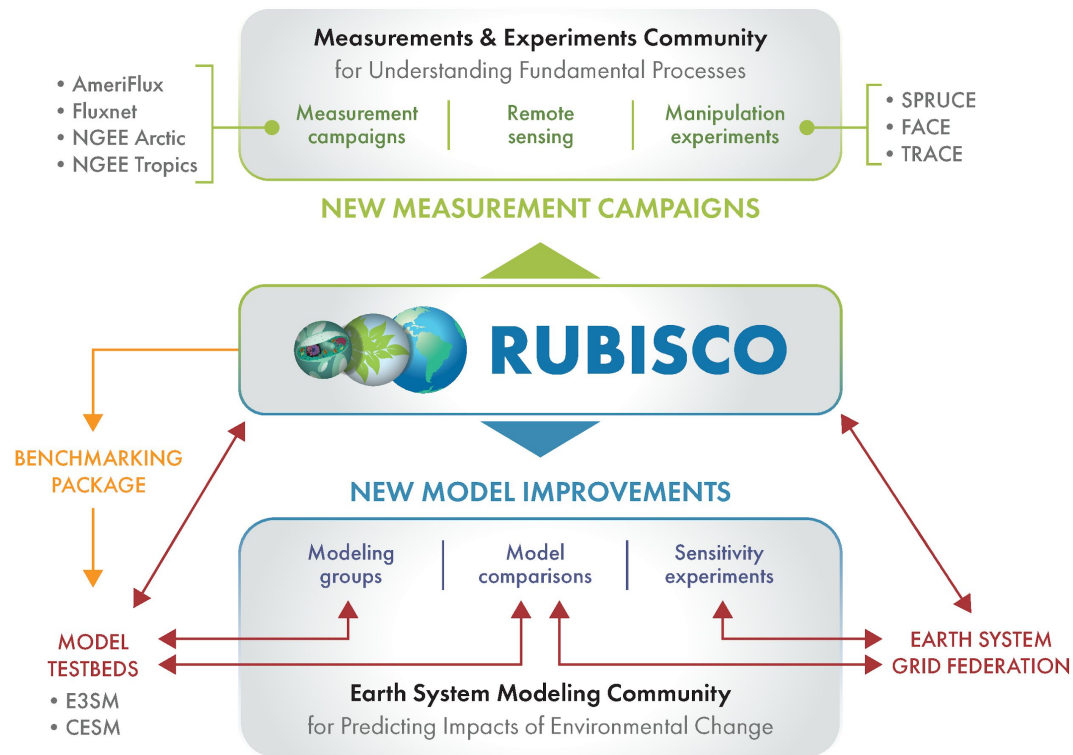 Measurements & Experiments Community
for Understanding Fundamental Processes
• AmeriFlux
• Fluxnet
• NGEE Arctic
• NGEE Tropics
Measurement
campaigns
Remote
sensing
Manipulation
experiments
• SPRUCE
• FACE
• TRACE
NEW MEASUREMENT CAMPAIGNS
RUBISCO
BENCHMARKING
PACKAGE
NEW MODEL IMPROVEMENTS
Modeling
groups
Model
comparisons
Sensitivity
experiments
MODEL
TESTBEDS
• E3SM
• CESM
EARTH SYSTEM
GRID FEDERATION
Earth System Modeling Community
for Predicting Impacts of Environmental Change